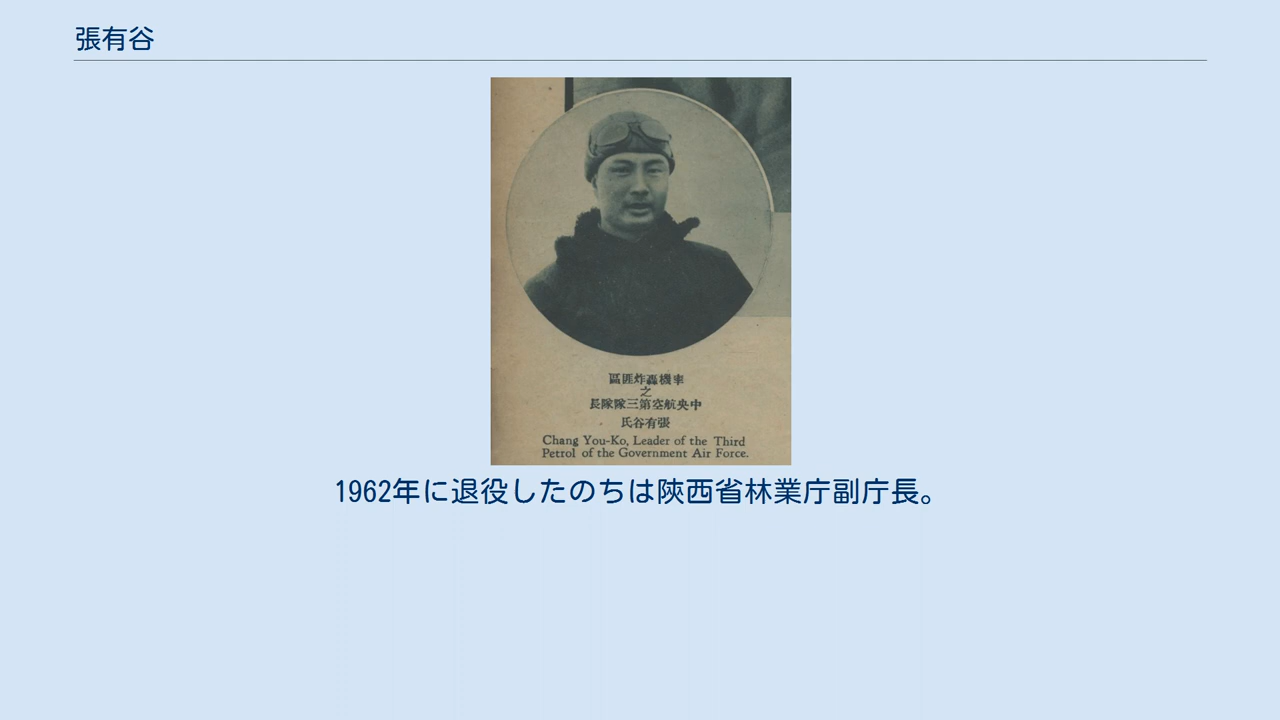 張有谷
率機轟炸匪區
之
中央航空第三隊隊長
張有谷氏
Chang You-Ko, Leader of the Third
Petrol of the Government Air Force.
1962年に退役したのちは陝西省林業庁副庁長。